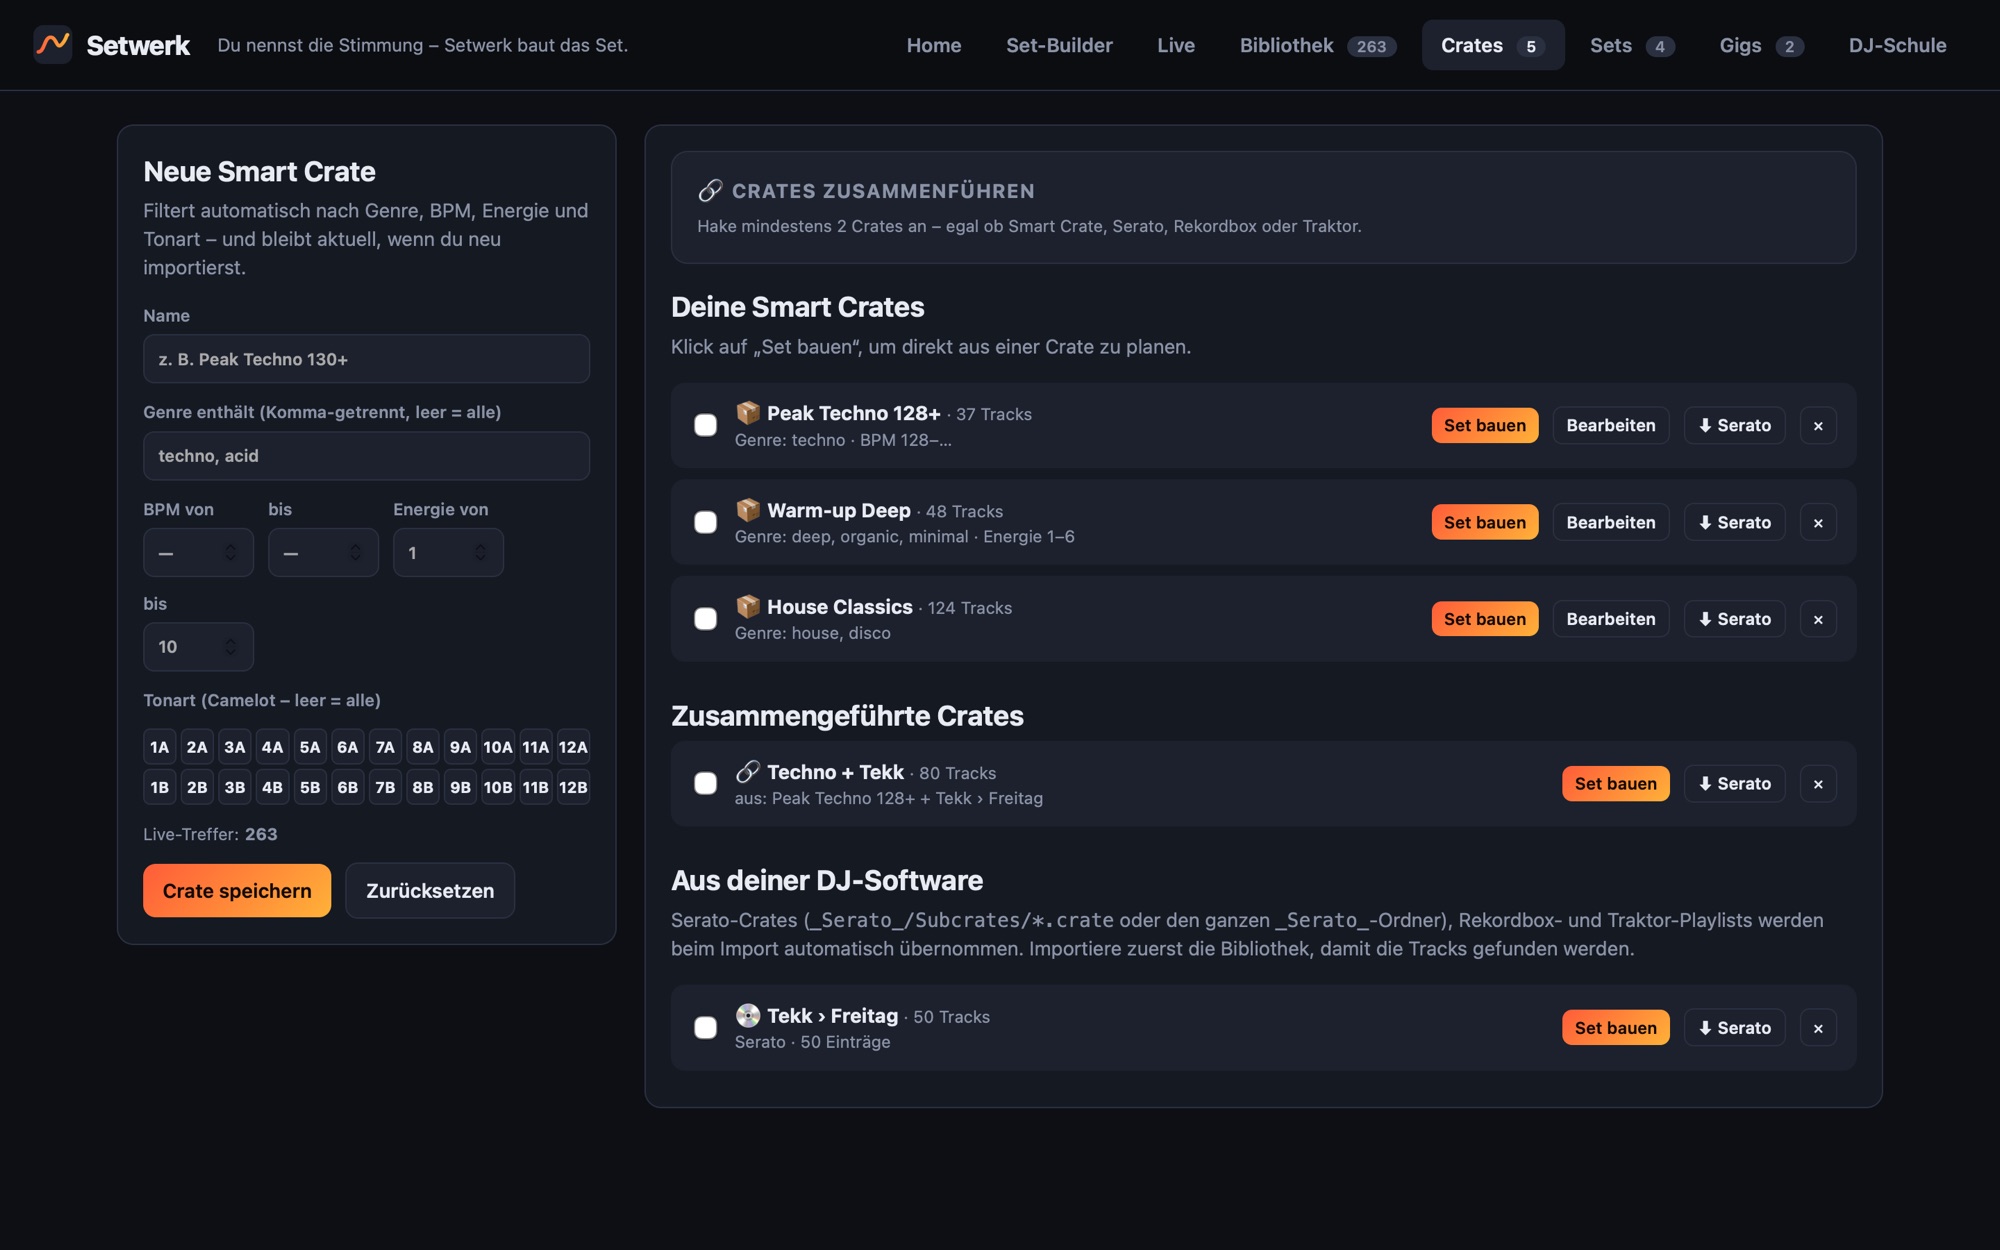 Setwerk
Du nennst die Stimmung – Setwerk baut das Set.
Home
Set-Builder
Live
Bibliothek 263
Crates 5
Sets 4
Gigs 2
DJ-Schule
Neue Smart Crate
Filtert automatisch nach Genre, BPM, Energie und
Tonart – und bleibt aktuell, wenn du neu
importierst.
Name
z. B. Peak Techno 130+
Genre enthält (Komma-getrennt, leer = alle)
techno, acid
BPM von
bis
Energie von
—
—
1
bis
10
Tonart (Camelot – leer = alle)
1A 2A 3A 4A 5A 6A 7A 8A 9A 10A 11A 12A
1B 2B 3B 4B 5B 6B 7B 8B 9B 10B 11B 12B
Live-Treffer: 263
Crate speichern
Zurücksetzen
CRATES ZUSAMMENFÜHREN
Hake mindestens 2 Crates an – egal ob Smart Crate, Serato, Rekordbox oder Traktor.
Deine Smart Crates
Klick auf „Set bauen“, um direkt aus einer Crate zu planen.
Peak Techno 128+ · 37 Tracks
Genre: techno · BPM 128–…
Set bauen
Bearbeiten
⬇ Serato
×
Warm-up Deep · 48 Tracks
Genre: deep, organic, minimal · Energie 1–6
Set bauen
Bearbeiten
⬇ Serato
×
House Classics · 124 Tracks
Genre: house, disco
Set bauen
Bearbeiten
⬇ Serato
×
Zusammengeführte Crates
Techno + Tekk · 80 Tracks
aus: Peak Techno 128+ + Tekk › Freitag
Set bauen
⬇ Serato
×
Aus deiner DJ-Software
Serato-Crates (_Serato_/Subcrates/*.crate oder den ganzen _Serato_-Ordner), Rekordbox- und Traktor-Playlists werden
beim Import automatisch übernommen. Importiere zuerst die Bibliothek, damit die Tracks gefunden werden.
Tekk › Freitag · 50 Tracks
Serato · 50 Einträge
Set bauen
⬇ Serato
×